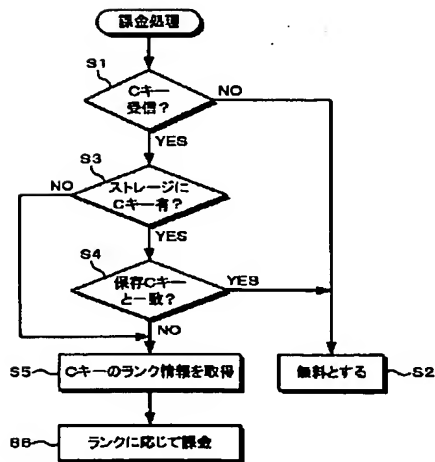 課金処理
S1
Cキー
受信?
NO
YES
S3
NO
ストレージに
Cキー有?
YES
S4
保存Cキー
と一致?
YES
NO
S5
Cキーのランク情報を取得
無料とする
S2
S6
ランクに応じて課金